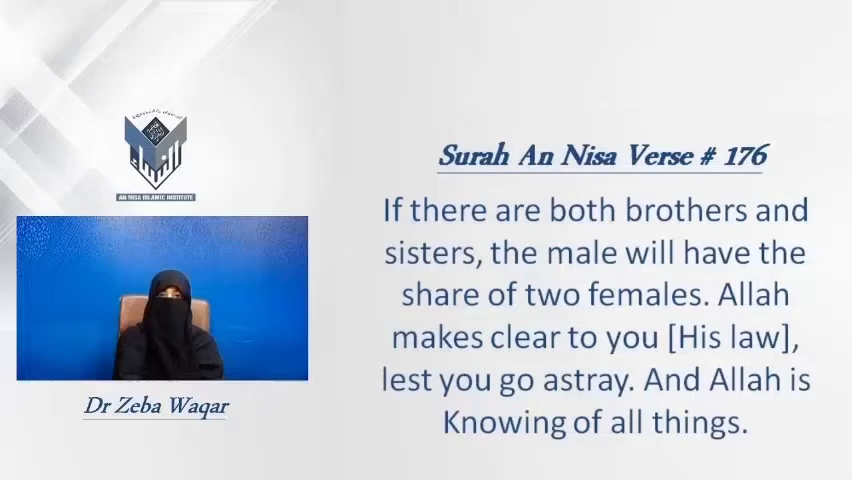 النساء
AN NISA ISLAMIC INSTITUTE
Dr Zeba Waqar
Surah An Nisa Verse # 176
If there are both brothers and
sisters, the male will have the
share of two females. Allah
makes clear to you [His law],
lest you go astray. And Allah is
Knowing of all things.